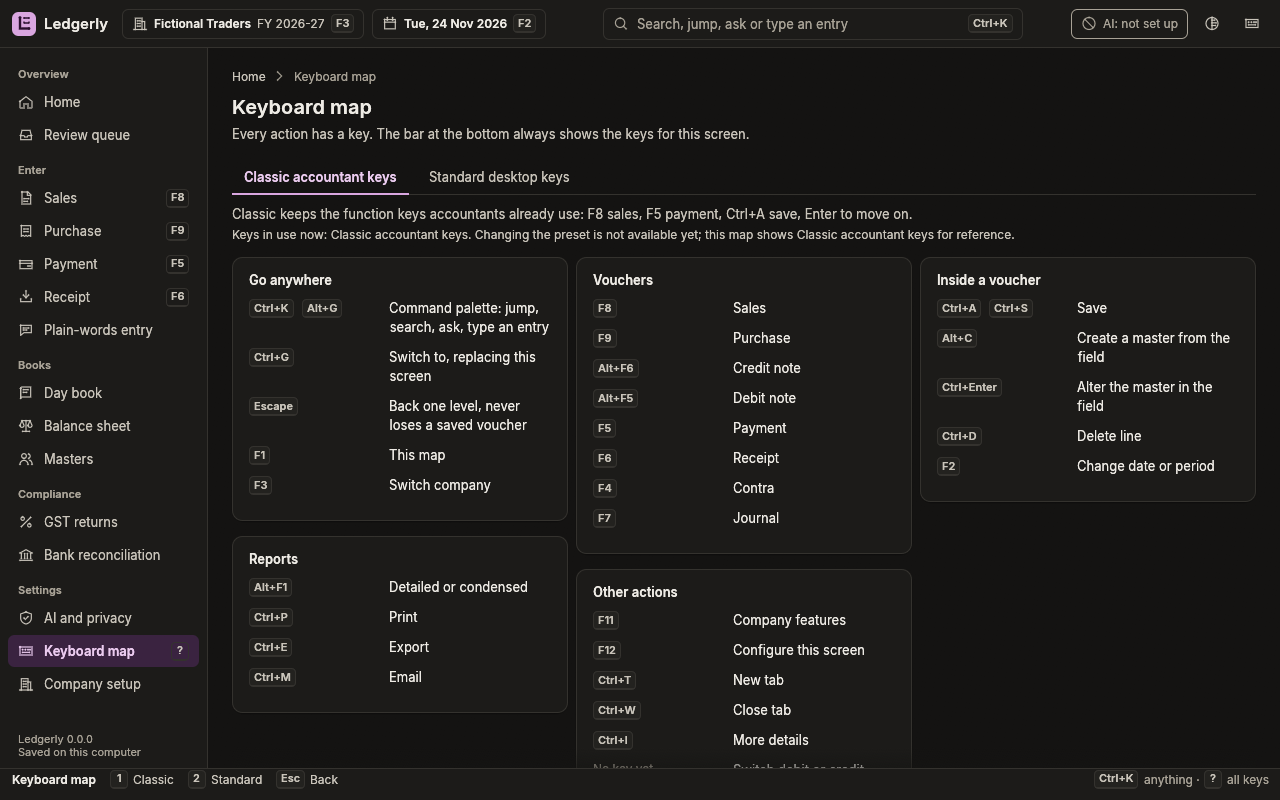 Ledgerly
Fictional Traders FY 2026-27 F3
Tue, 24 Nov 2026 F2
Search, jump, ask or type an entry Ctrl+K
AI: not set up
Overview
Home
Review queue
Enter
Sales F8
Purchase F9
Payment F5
Receipt F6
Plain-words entry
Books
Day book
Balance sheet
Masters
Compliance
GST returns
Bank reconciliation
Settings
AI and privacy
Keyboard map ?
Company setup
Ledgerly 0.0.0
Saved on this computer
Home > Keyboard map
Keyboard map
Every action has a key. The bar at the bottom always shows the keys for this screen.
Classic accountant keys
Standard desktop keys
Classic keeps the function keys accountants already use: F8 sales, F5 payment, Ctrl+A save, Enter to move on.
Keys in use now: Classic accountant keys. Changing the preset is not available yet; this map shows Classic accountant keys for reference.
Go anywhere
Ctrl+K Alt+G Command palette: jump,
search, ask, type an entry
Ctrl+G Switch to, replacing this
screen
Escape Back one level, never
loses a saved voucher
F1 This map
F3 Switch company
Reports
Alt+F1 Detailed or condensed
Ctrl+P Print
Ctrl+E Export
Ctrl+M Email
Vouchers
F8 Sales
F9 Purchase
Alt+F6 Credit note
Alt+F5 Debit note
F5 Payment
F6 Receipt
F4 Contra
F7 Journal
Other actions
F11 Company features
F12 Configure this screen
Ctrl+T New tab
Ctrl+W Close tab
Ctrl+I More details
No key yet Switch debit or credit
Inside a voucher
Ctrl+A Ctrl+S Save
Alt+C Create a master from the
field
Ctrl+Enter Alter the master in the
field
Ctrl+D Delete line
F2 Change date or period
Keyboard map 1 Classic 2 Standard Esc Back
Ctrl+K anything · ? all keys